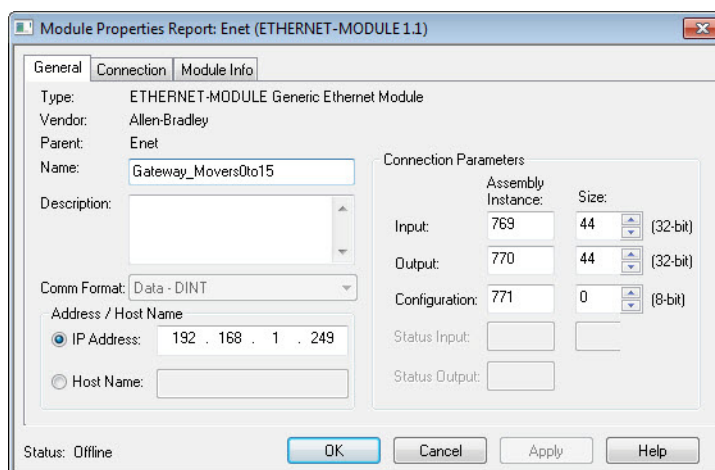 Module Properties Report: Enet (ETHERNET-MODULE 1.1)
General Connection Module Info
Type: ETHERNET-MODULE Generic Ethernet Module
Vendor: Allen-Bradley
Parent: Enet
Name: Gateway_Movers0to15
Description:
Comm Format: Data - DINT
Address / Host Name
IP Address: 192 . 168 . 1 . 249
Host Name:
Connection Parameters
Assembly Instance: Size:
Input: 769 44 (32-bit)
Output: 770 44 (32-bit)
Configuration: 771 0 (8-bit)
Status Input:
Status Output:
Status: Offline OK Cancel Apply Help